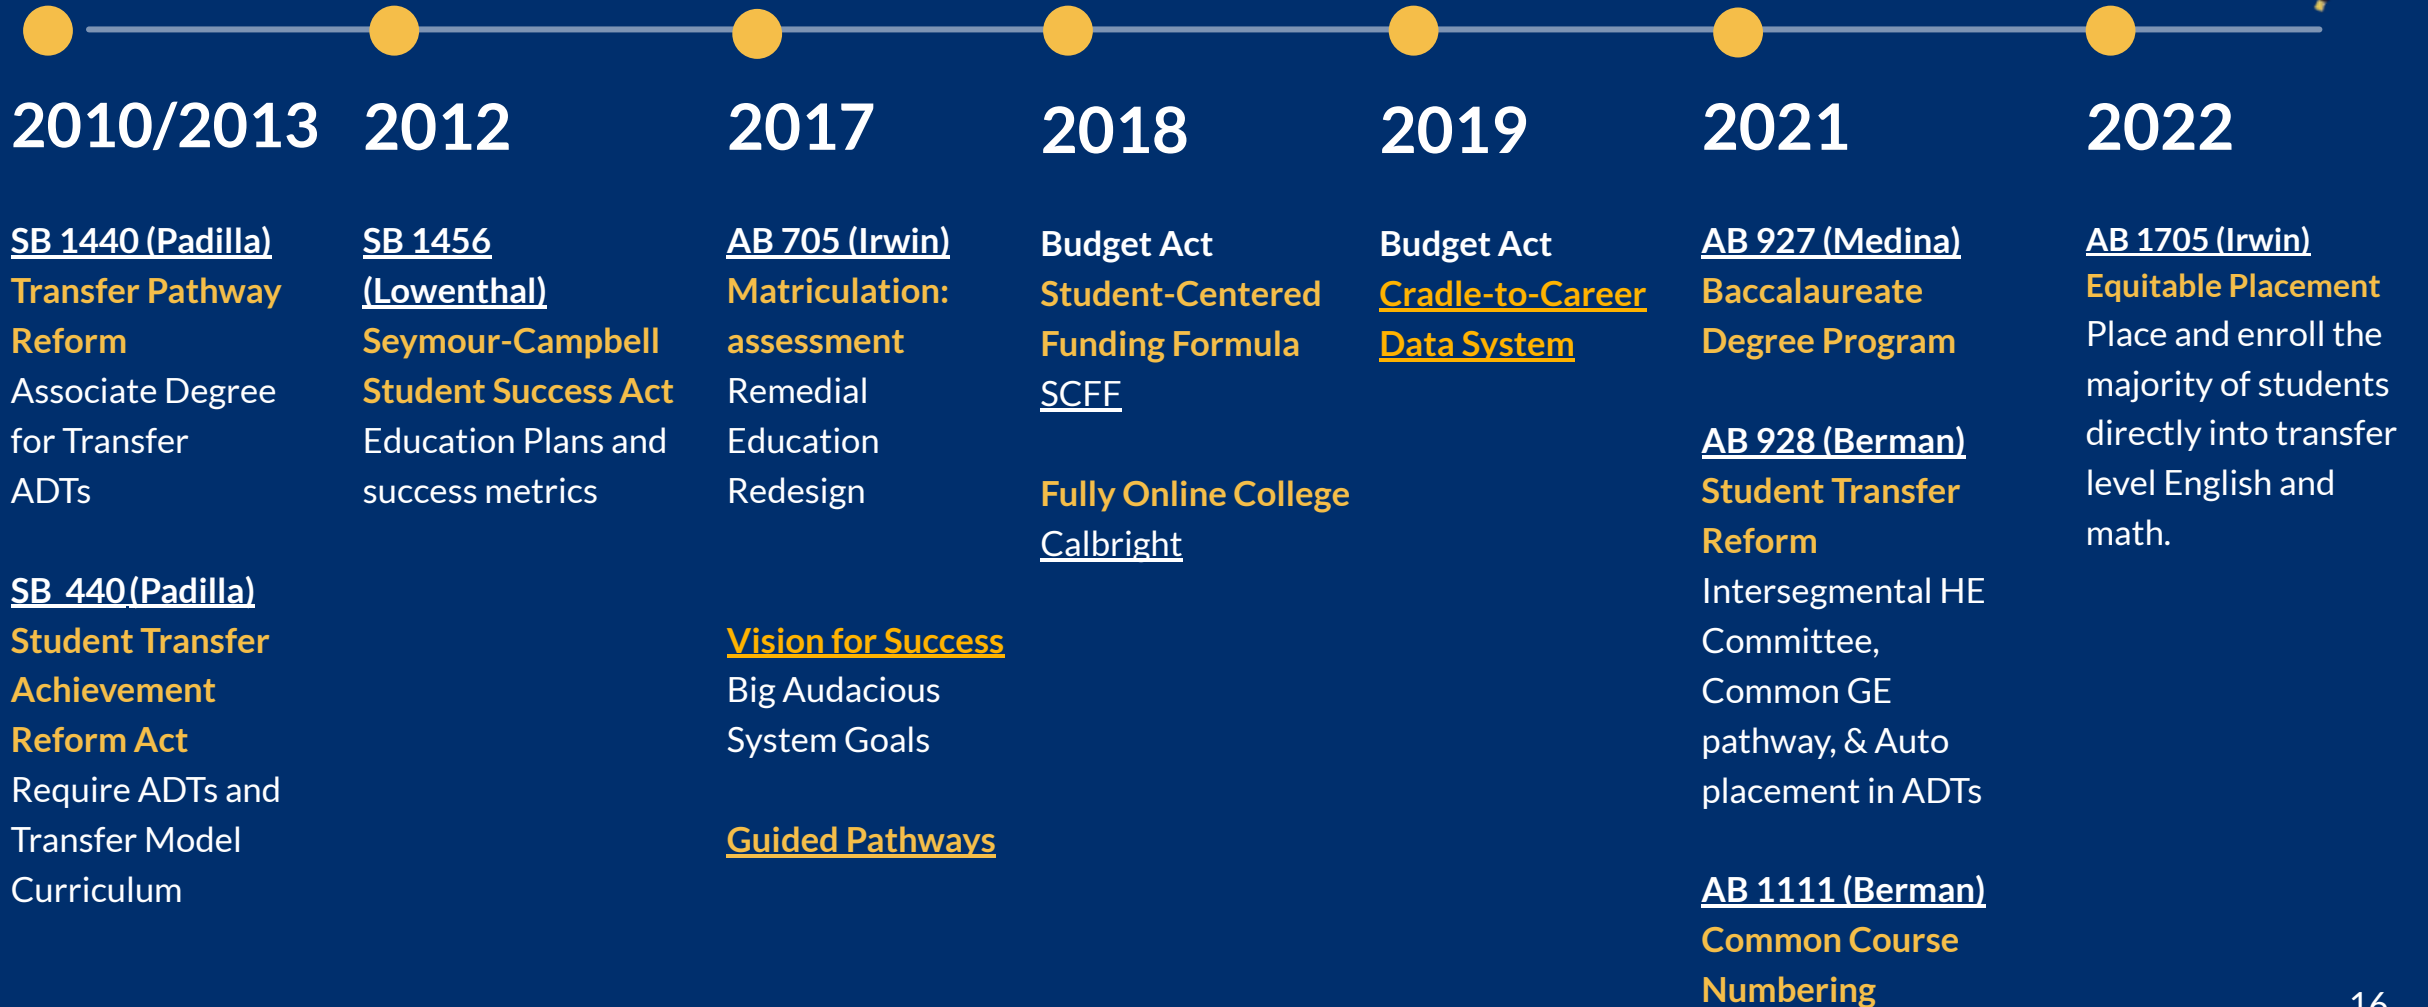 2010/2013
SB 1440 (Padilla)
Transfer Pathway
Reform
Associate Degree
for Transfer
ADTs
SB 440 (Padilla)
Student Transfer
Achievement
Reform Act
Require ADTs and
Transfer Model
Curriculum
2012
SB 1456
(Lowenthal)
Seymour-Campbell
Student Success Act
Education Plans and
success metrics
2017
AB 705 (Irwin)
Matriculation:
assessment
Remedial
Education
Redesign
Vision for Success
Big Audacious
System Goals
Guided Pathways
2018
Budget Act
Student-Centered
Funding Formula
SCFF
Fully Online College
Calbright
2019
Budget Act
Cradle-to-Career
Data System
2021
AB 927 (Medina)
Baccalaureate
Degree Program
AB 928 (Berman)
Student Transfer
Reform
Intersegmental HE
Committee,
Common GE
pathway, & Auto
placement in ADTs
AB 1111 (Berman)
Common Course
Numbering
2022
AB 1705 (Irwin)
Equitable Placement
Place and enroll the
majority of students
directly into transfer
level English and
math.
16